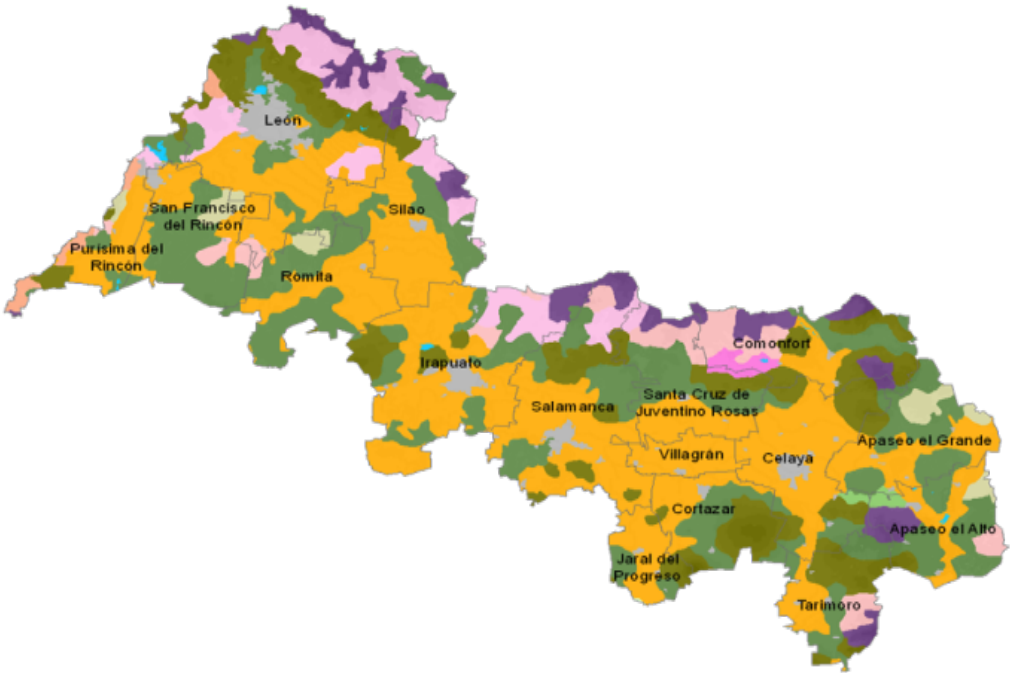 León
San Francisco
del Rincón
Silao
Purísima del
Rincón
Romita
Comonfort
Irapuato
Santa Cruz de
Juventino Rosas
Salamanca
Apaseo el Grande
Villagrán
Celaya
Cortazar
Apaseo el Alto
Jaral del
Progreso
Tarimoro